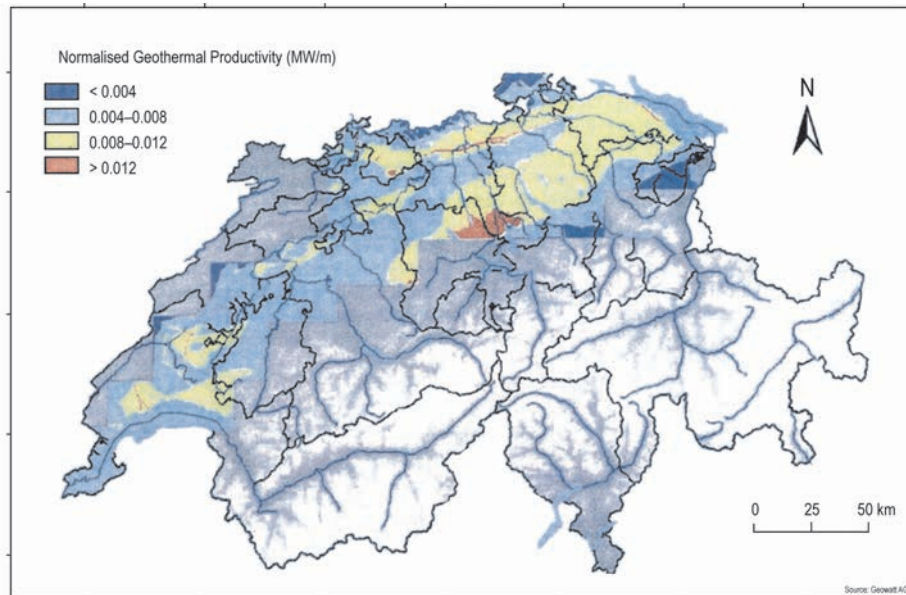 Normalised Geothermal Productivity (MW/m)
< 0.004
0.004–0.008
0.008–0.012
> 0.012
N
0 25 50 km
Source: Geowatt AG